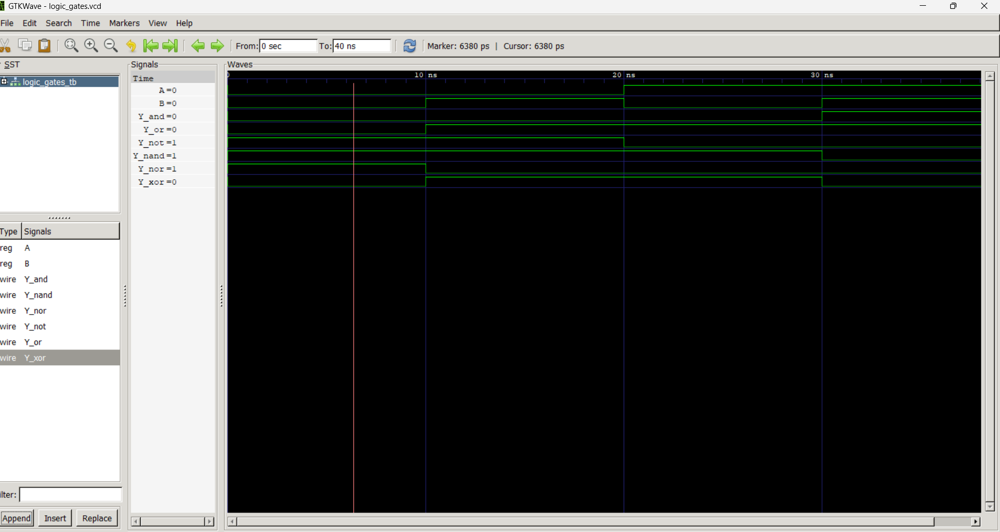 GTKWave - logic_gates.vcd
File Edit Search Time Markers View Help
From: 0 sec To: 40 ns Marker: 6380 ps | Cursor: 6380 ps
SST
logic_gates_tb
Type Signals
reg A
reg B
wire Y_and
wire Y_nand
wire Y_nor
wire Y_not
wire Y_or
wire Y_xor
ilter:
Append Insert Replace
Signals
Time
A=0
B=0
Y_and=0
Y_or=0
Y_not=1
Y_nand=1
Y_nor=1
Y_xor=0
Waves
0 10 ns 20 ns 30 ns